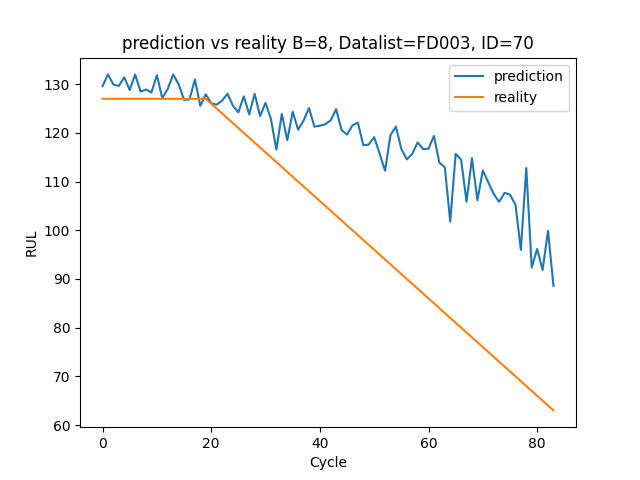 prediction vs reality B=8, Datalist=FD003, ID=70
prediction
reality
130
120
110
100
90
80
70
60
RUL
0 20 40 60 80
Cycle